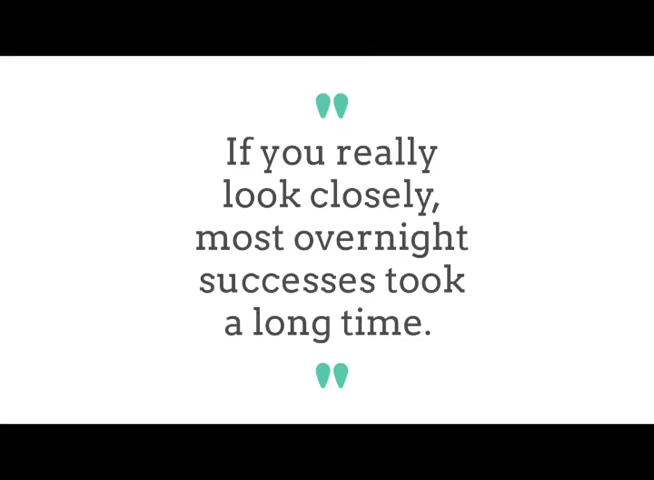 "
If you really
look closely,
most overnight
successes took
a long time.
"